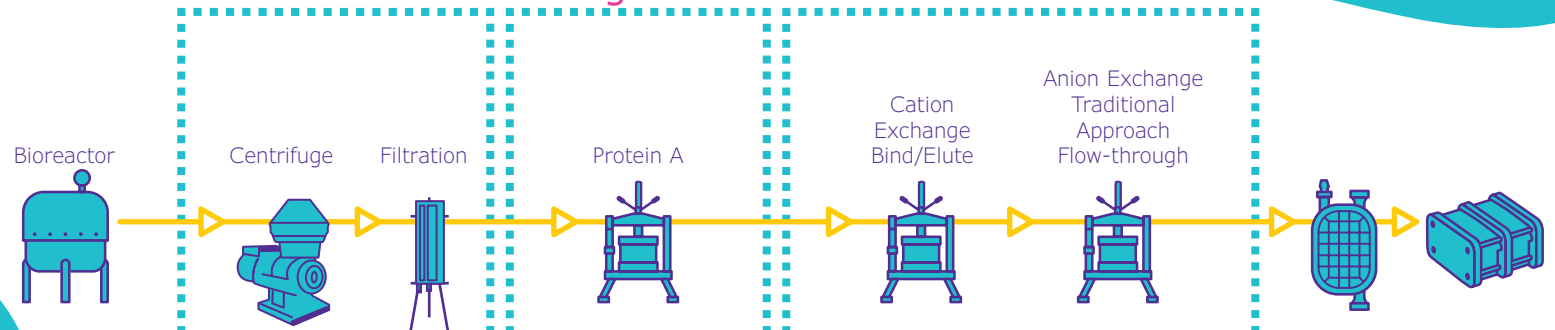 Bioreactor
Centrifuge
Filtration
Protein A
Cation
Exchange
Bind/Elute
Anion Exchange
Traditional
Approach
Flow-through